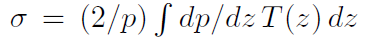 σ = (2/p) ∫ dp/dz T(z) dz